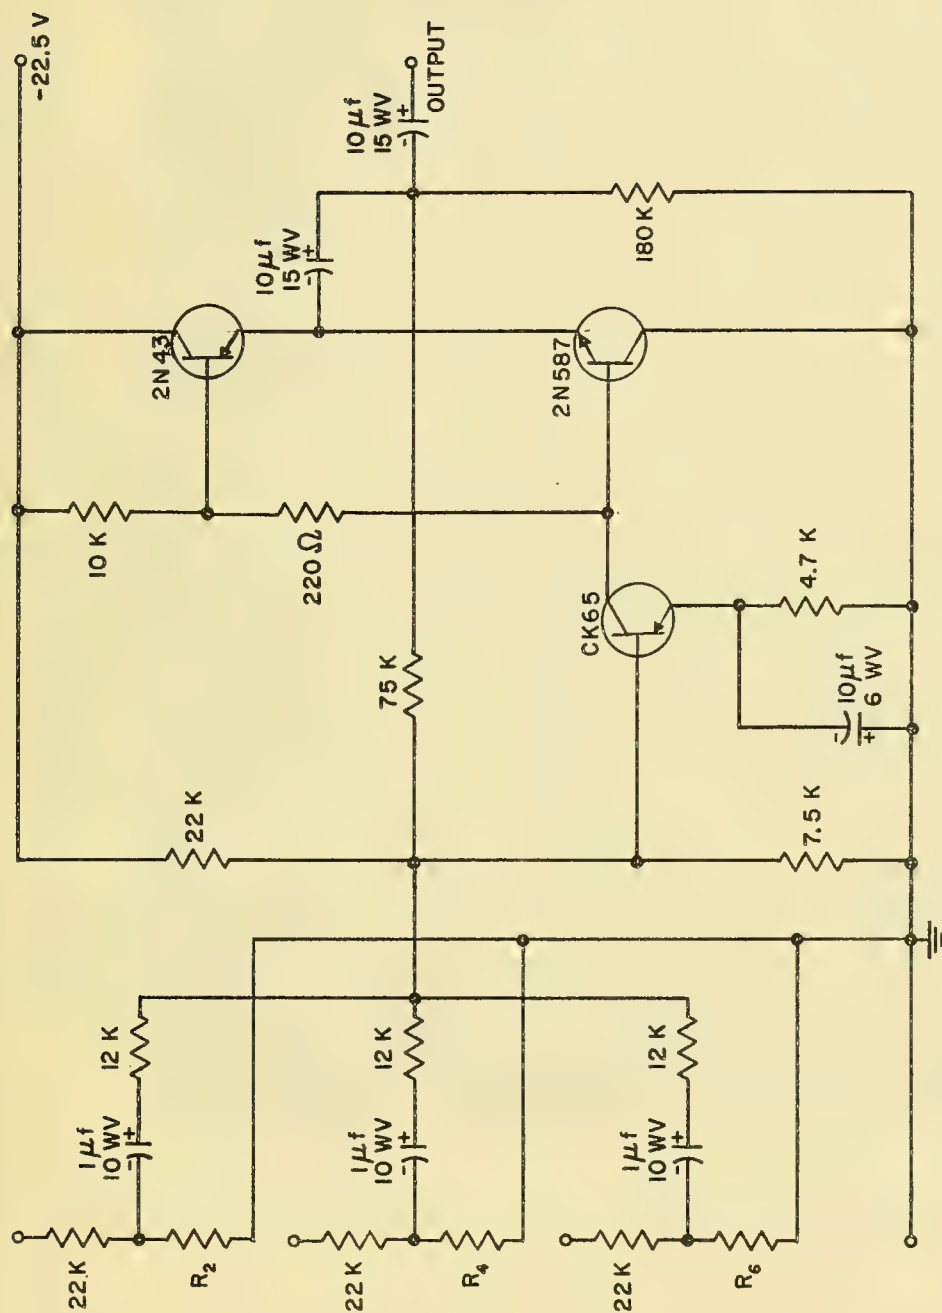 -22.5 V
10 μf
15 WV
- +
OUTPUT
10 μf
15 WV
- +
180 K
2N43
2N587
10 K
220 Ω
CK65
4.7 K
10 μf
6 WV
-
+
75 K
22 K
7.5 K
12 K
1 μf
10 WV
- +
22 K
R2
12 K
1 μf
10 WV
- +
22 K
R4
12 K
1 μf
10 WV
- +
22 K
R6